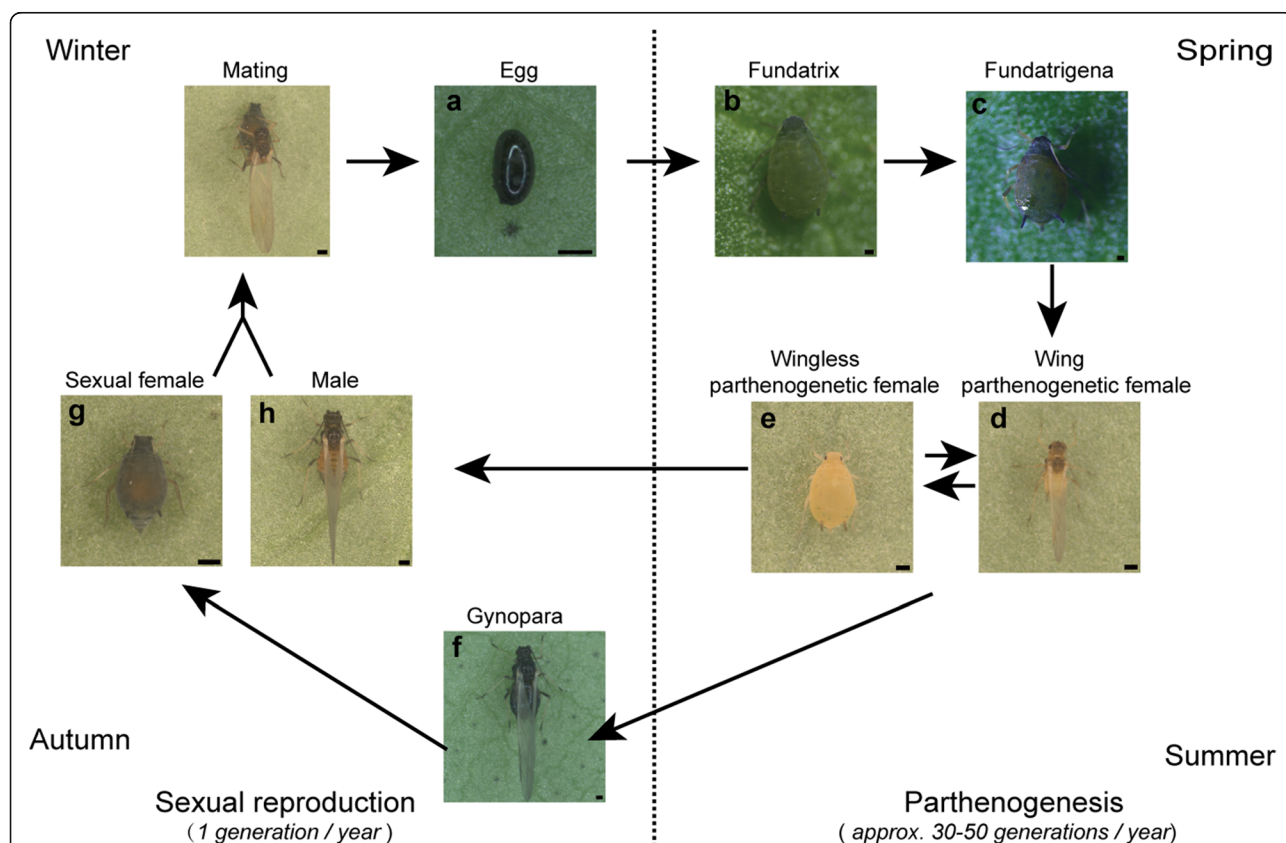 Winter
Spring
Mating
Egg
Fundatrix
Fundatrigena
a
b
c
Sexual female
Male
Wingless
parthenogenetic female
Wing
parthenogenetic female
g
h
e
d
Gynopara
f
Autumn
Summer
Sexual reproduction
( 1 generation / year )
Parthenogenesis
( approx. 30-50 generations / year)